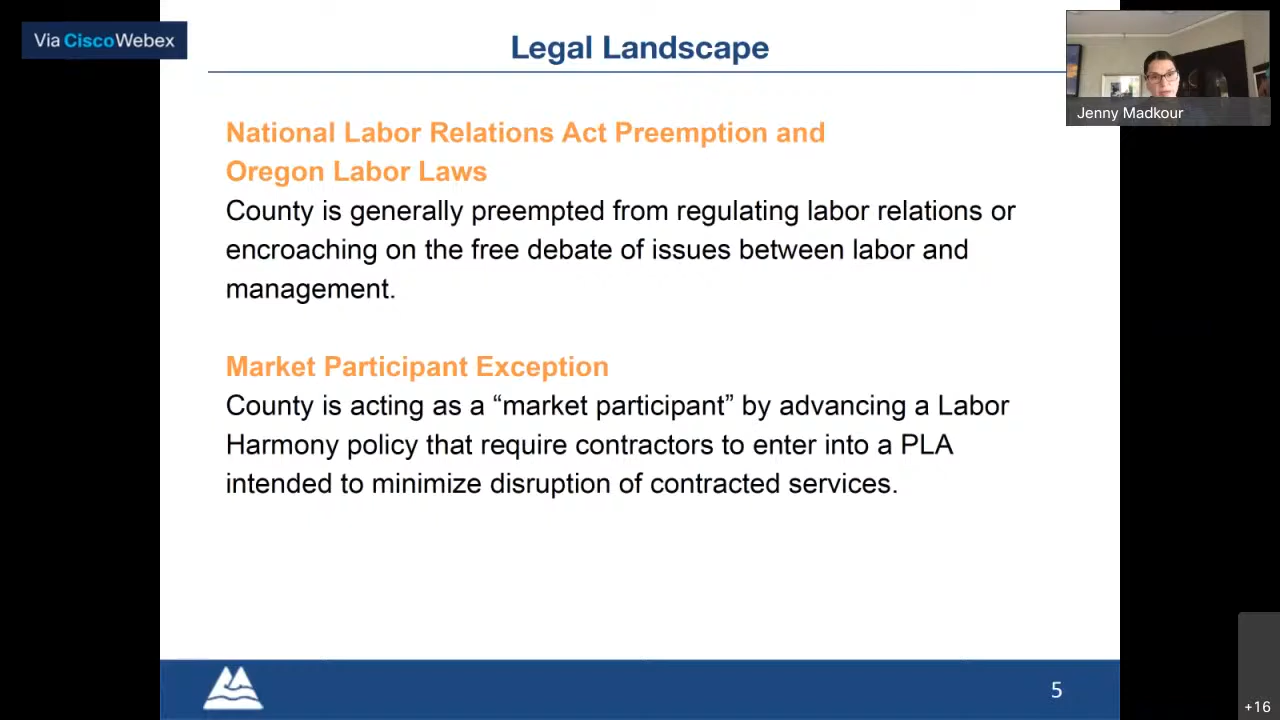 Via CiscoWebex
Legal Landscape
Jenny Madkour
National Labor Relations Act Preemption and
Oregon Labor Laws
County is generally preempted from regulating labor relations or
encroaching on the free debate of issues between labor and
management.
Market Participant Exception
County is acting as a “market participant” by advancing a Labor
Harmony policy that require contractors to enter into a PLA
intended to minimize disruption of contracted services.
5
+16